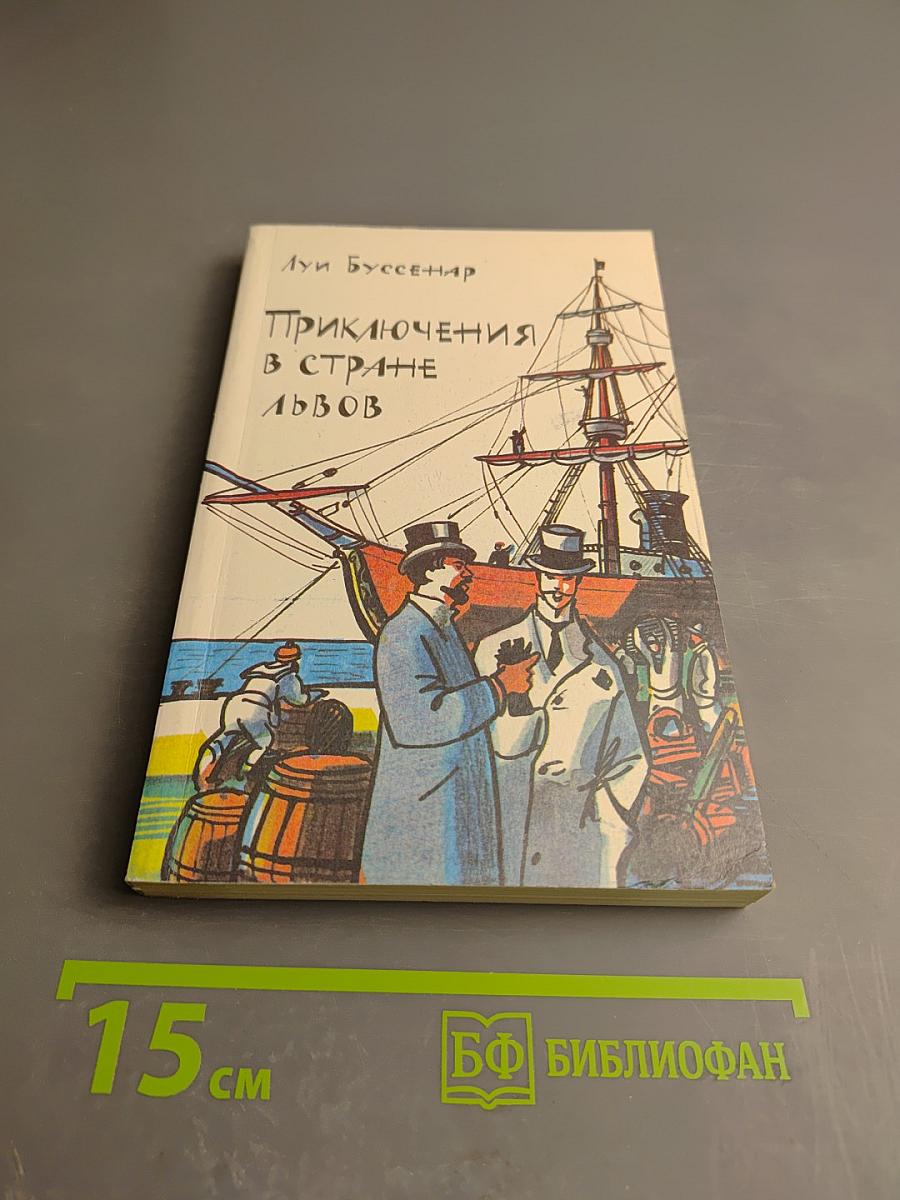 Луи Буссенар
Приключения
в стране
львов
15 см
БФ БИБЛИОФАН